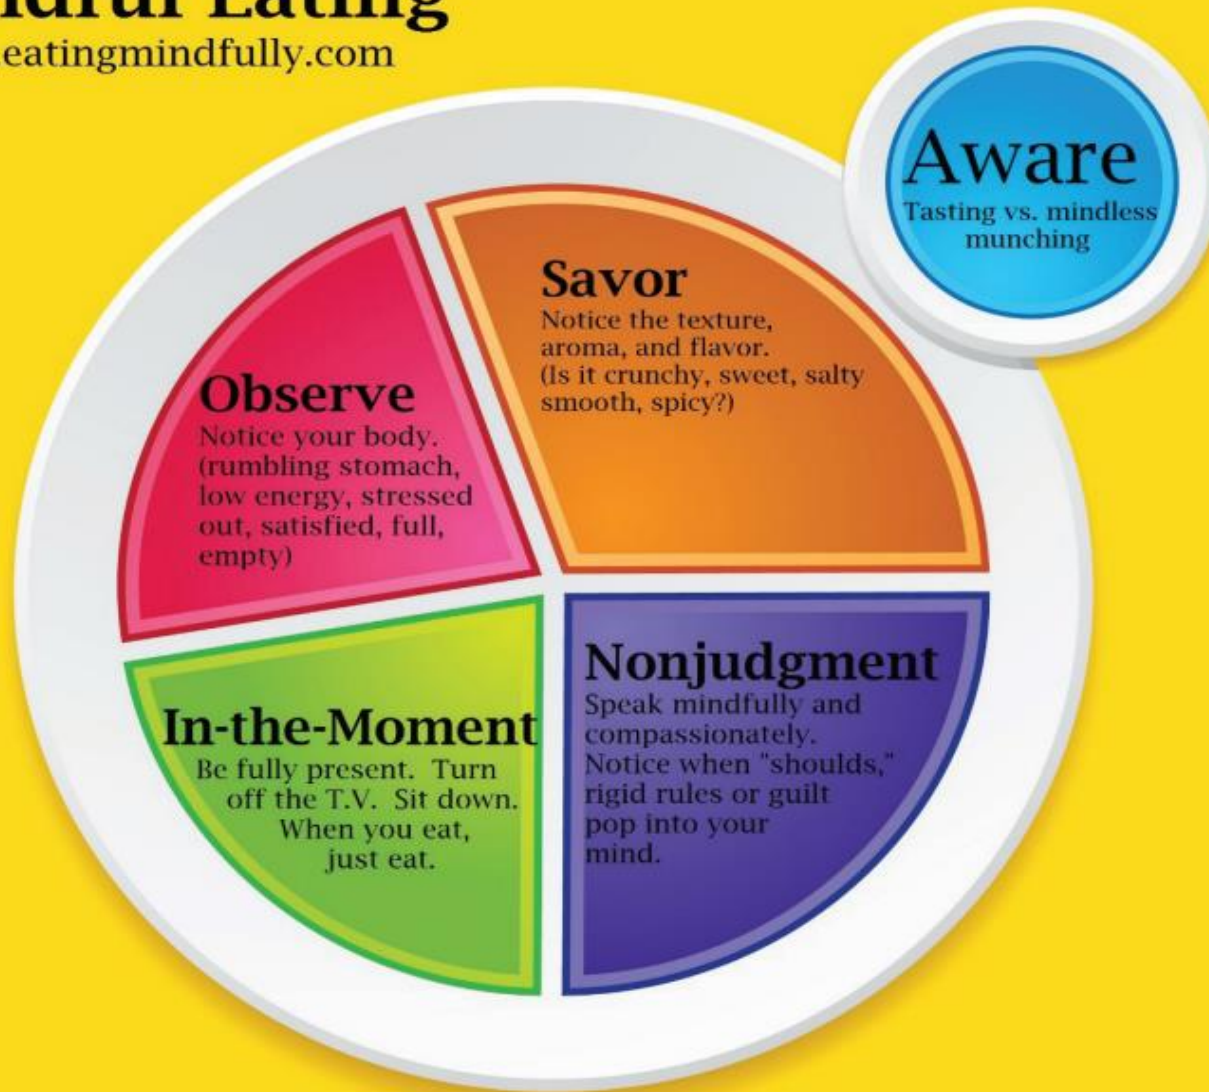 Eating
eatingmindfully.com
Aware
Tasting vs. mindless
munching
Savor
Notice the texture,
aroma, and flavor.
(Is it crunchy, sweet, salty
smooth, spicy?)
Observe
Notice your body.
(rumbling stomach,
low energy, stressed
out, satisfied, full,
empty)
In-the-Moment
Be fully present.  Turn
off the T.V.  Sit down.
When you eat,
just eat.
Nonjudgment
Speak mindfully and
compassionately.
Notice when "shoulds,"
rigid rules or guilt
pop into your
mind.